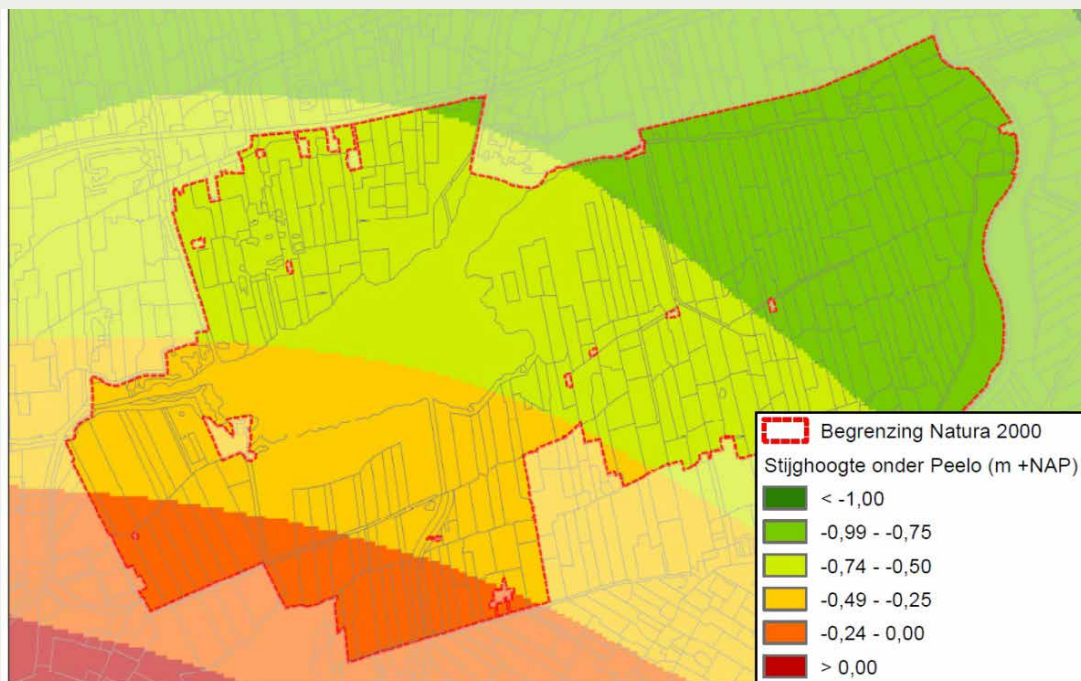 Begrenzing Natura 2000
Stijghoogte onder Peelo (m +NAP)
< -1,00
-0,99 - -0,75
-0,74 - -0,50
-0,49 - -0,25
-0,24 - 0,00
> 0,00